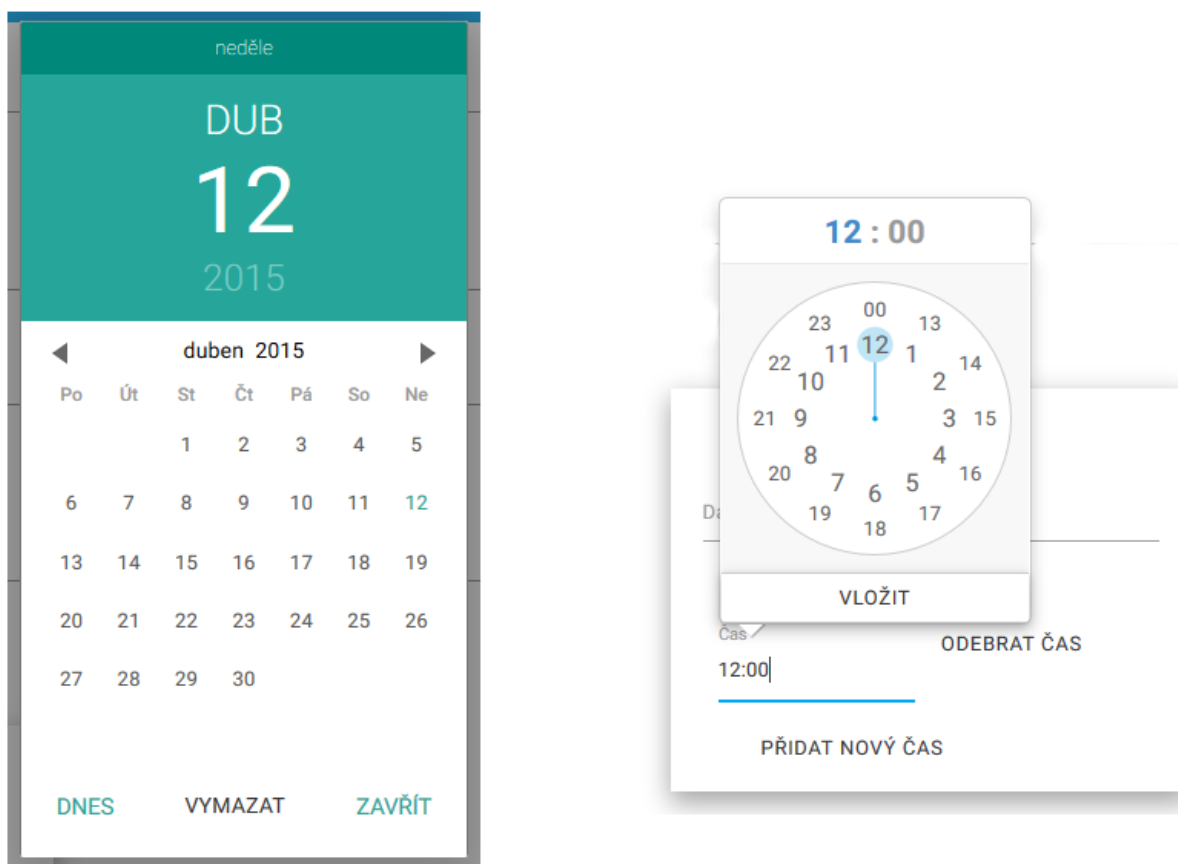 neděle
DUB
12
2015
duben 2015
Po Út St Čt Pá So Ne
1 2 3 4 5
6 7 8 9 10 11 12
13 14 15 16 17 18 19
20 21 22 23 24 25 26
27 28 29 30
DNES VYMAZAT ZAVŘÍT
12 : 00
00
23 13
12
11 1
22 14
10 2
21 9 3 15
8 4
20 16
7 5
6
19 17
18
VLOŽIT
Čas
12:00
ODEBRAT ČAS
PŘIDAT NOVÝ ČAS